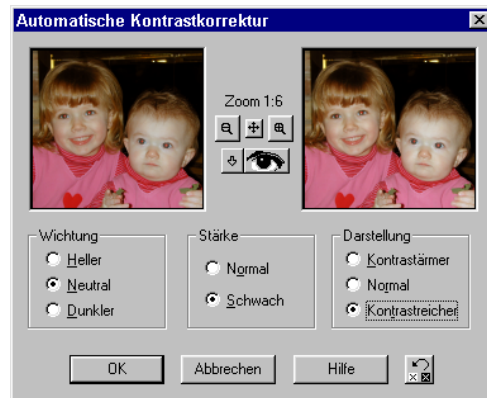 Automatische Kontrastkorrektur
Zoom 1:6
Wichtung
Heller
Neutral
Dunkler
Stärke
Normal
Schwach
Darstellung
Kontrastärmer
Normal
Kontrastreicher
OK
Abbrechen
Hilfe